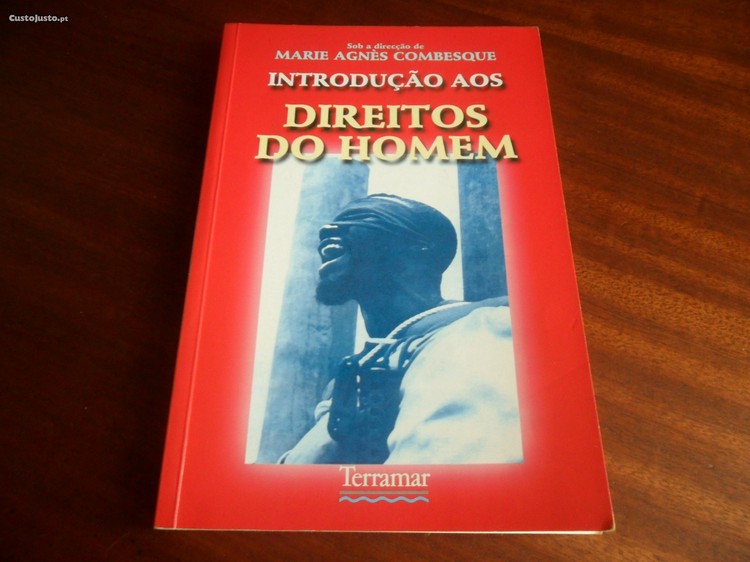 CustoJusto.pt
Sob a direcção de
MARIE AGNÈS COMBESQUE
INTRODUÇÃO AOS
DIREITOS
DO HOMEM
Terramar